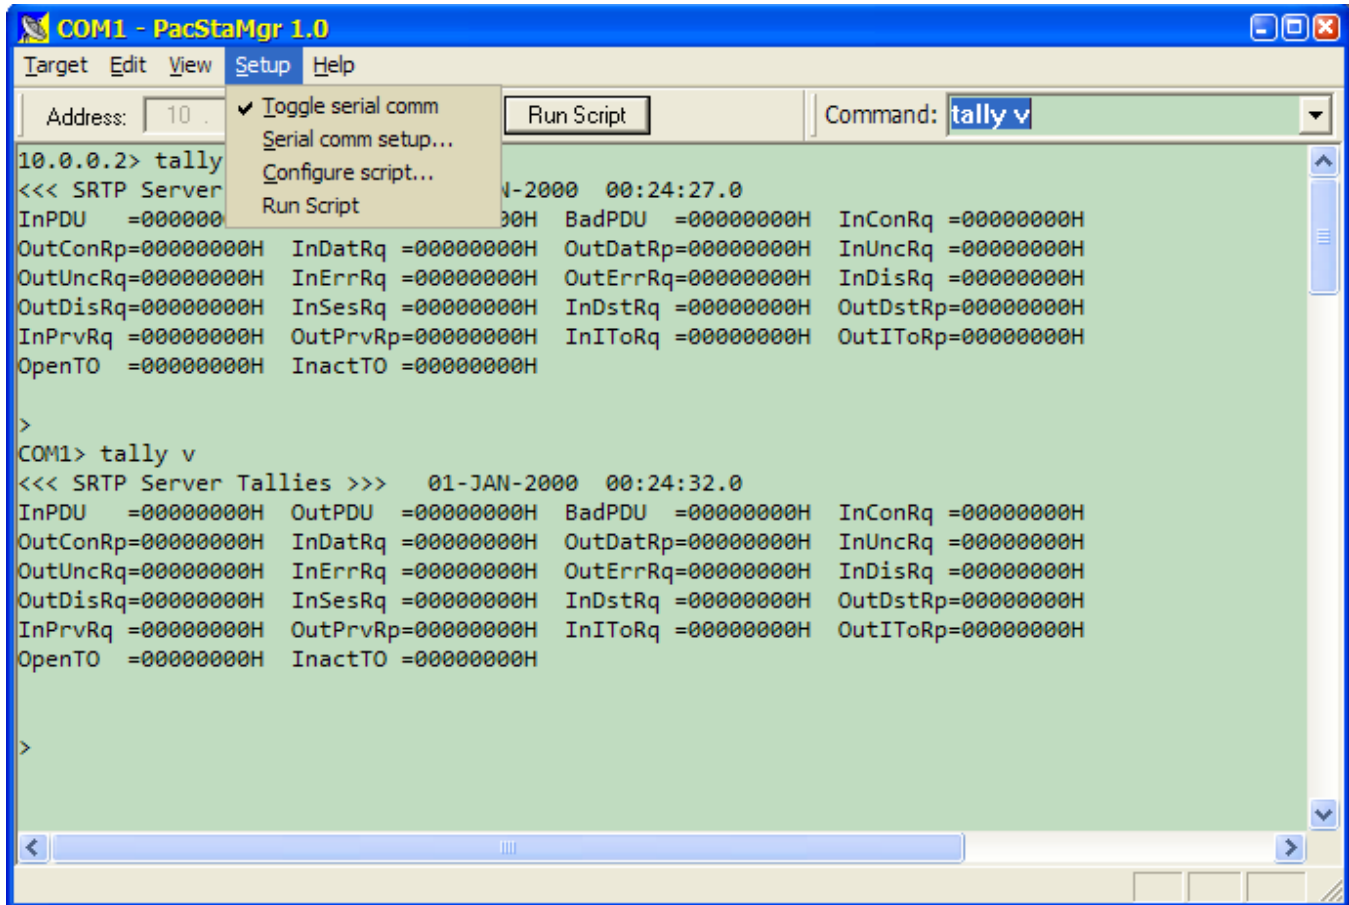 COM1 - PacStaMgr 1.0
Target Edit View Setup Help
Address: 10 . Run Script Command: tally v
Toggle serial comm
Serial comm setup...
Configure script...
Run Script
10.0.0.2> tally
<<< SRTP Server N-2000 00:24:27.0
InPDU =000000 00H BadPDU =00000000H InConRq =00000000H
OutConRp=00000000H InDatRq =00000000H OutDatRp=00000000H InUncRq =00000000H
OutUncRq=00000000H InErrRq =00000000H OutErrRq=00000000H InDisRq =00000000H
OutDisRq=00000000H InSesRq =00000000H InDstRq =00000000H OutDstRp=00000000H
InPrvRq =00000000H OutPrvRp=00000000H InIToRq =00000000H OutIToRp=00000000H
OpenTO =00000000H InactTO =00000000H
>
COM1> tally v
<<< SRTP Server Tallies >>> 01-JAN-2000 00:24:32.0
InPDU =00000000H OutPDU =00000000H BadPDU =00000000H InConRq =00000000H
OutConRp=00000000H InDatRq =00000000H OutDatRp=00000000H InUncRq =00000000H
OutUncRq=00000000H InErrRq =00000000H OutErrRq=00000000H InDisRq =00000000H
OutDisRq=00000000H InSesRq =00000000H InDstRq =00000000H OutDstRp=00000000H
InPrvRq =00000000H OutPrvRp=00000000H InIToRq =00000000H OutIToRp=00000000H
OpenTO =00000000H InactTO =00000000H
>